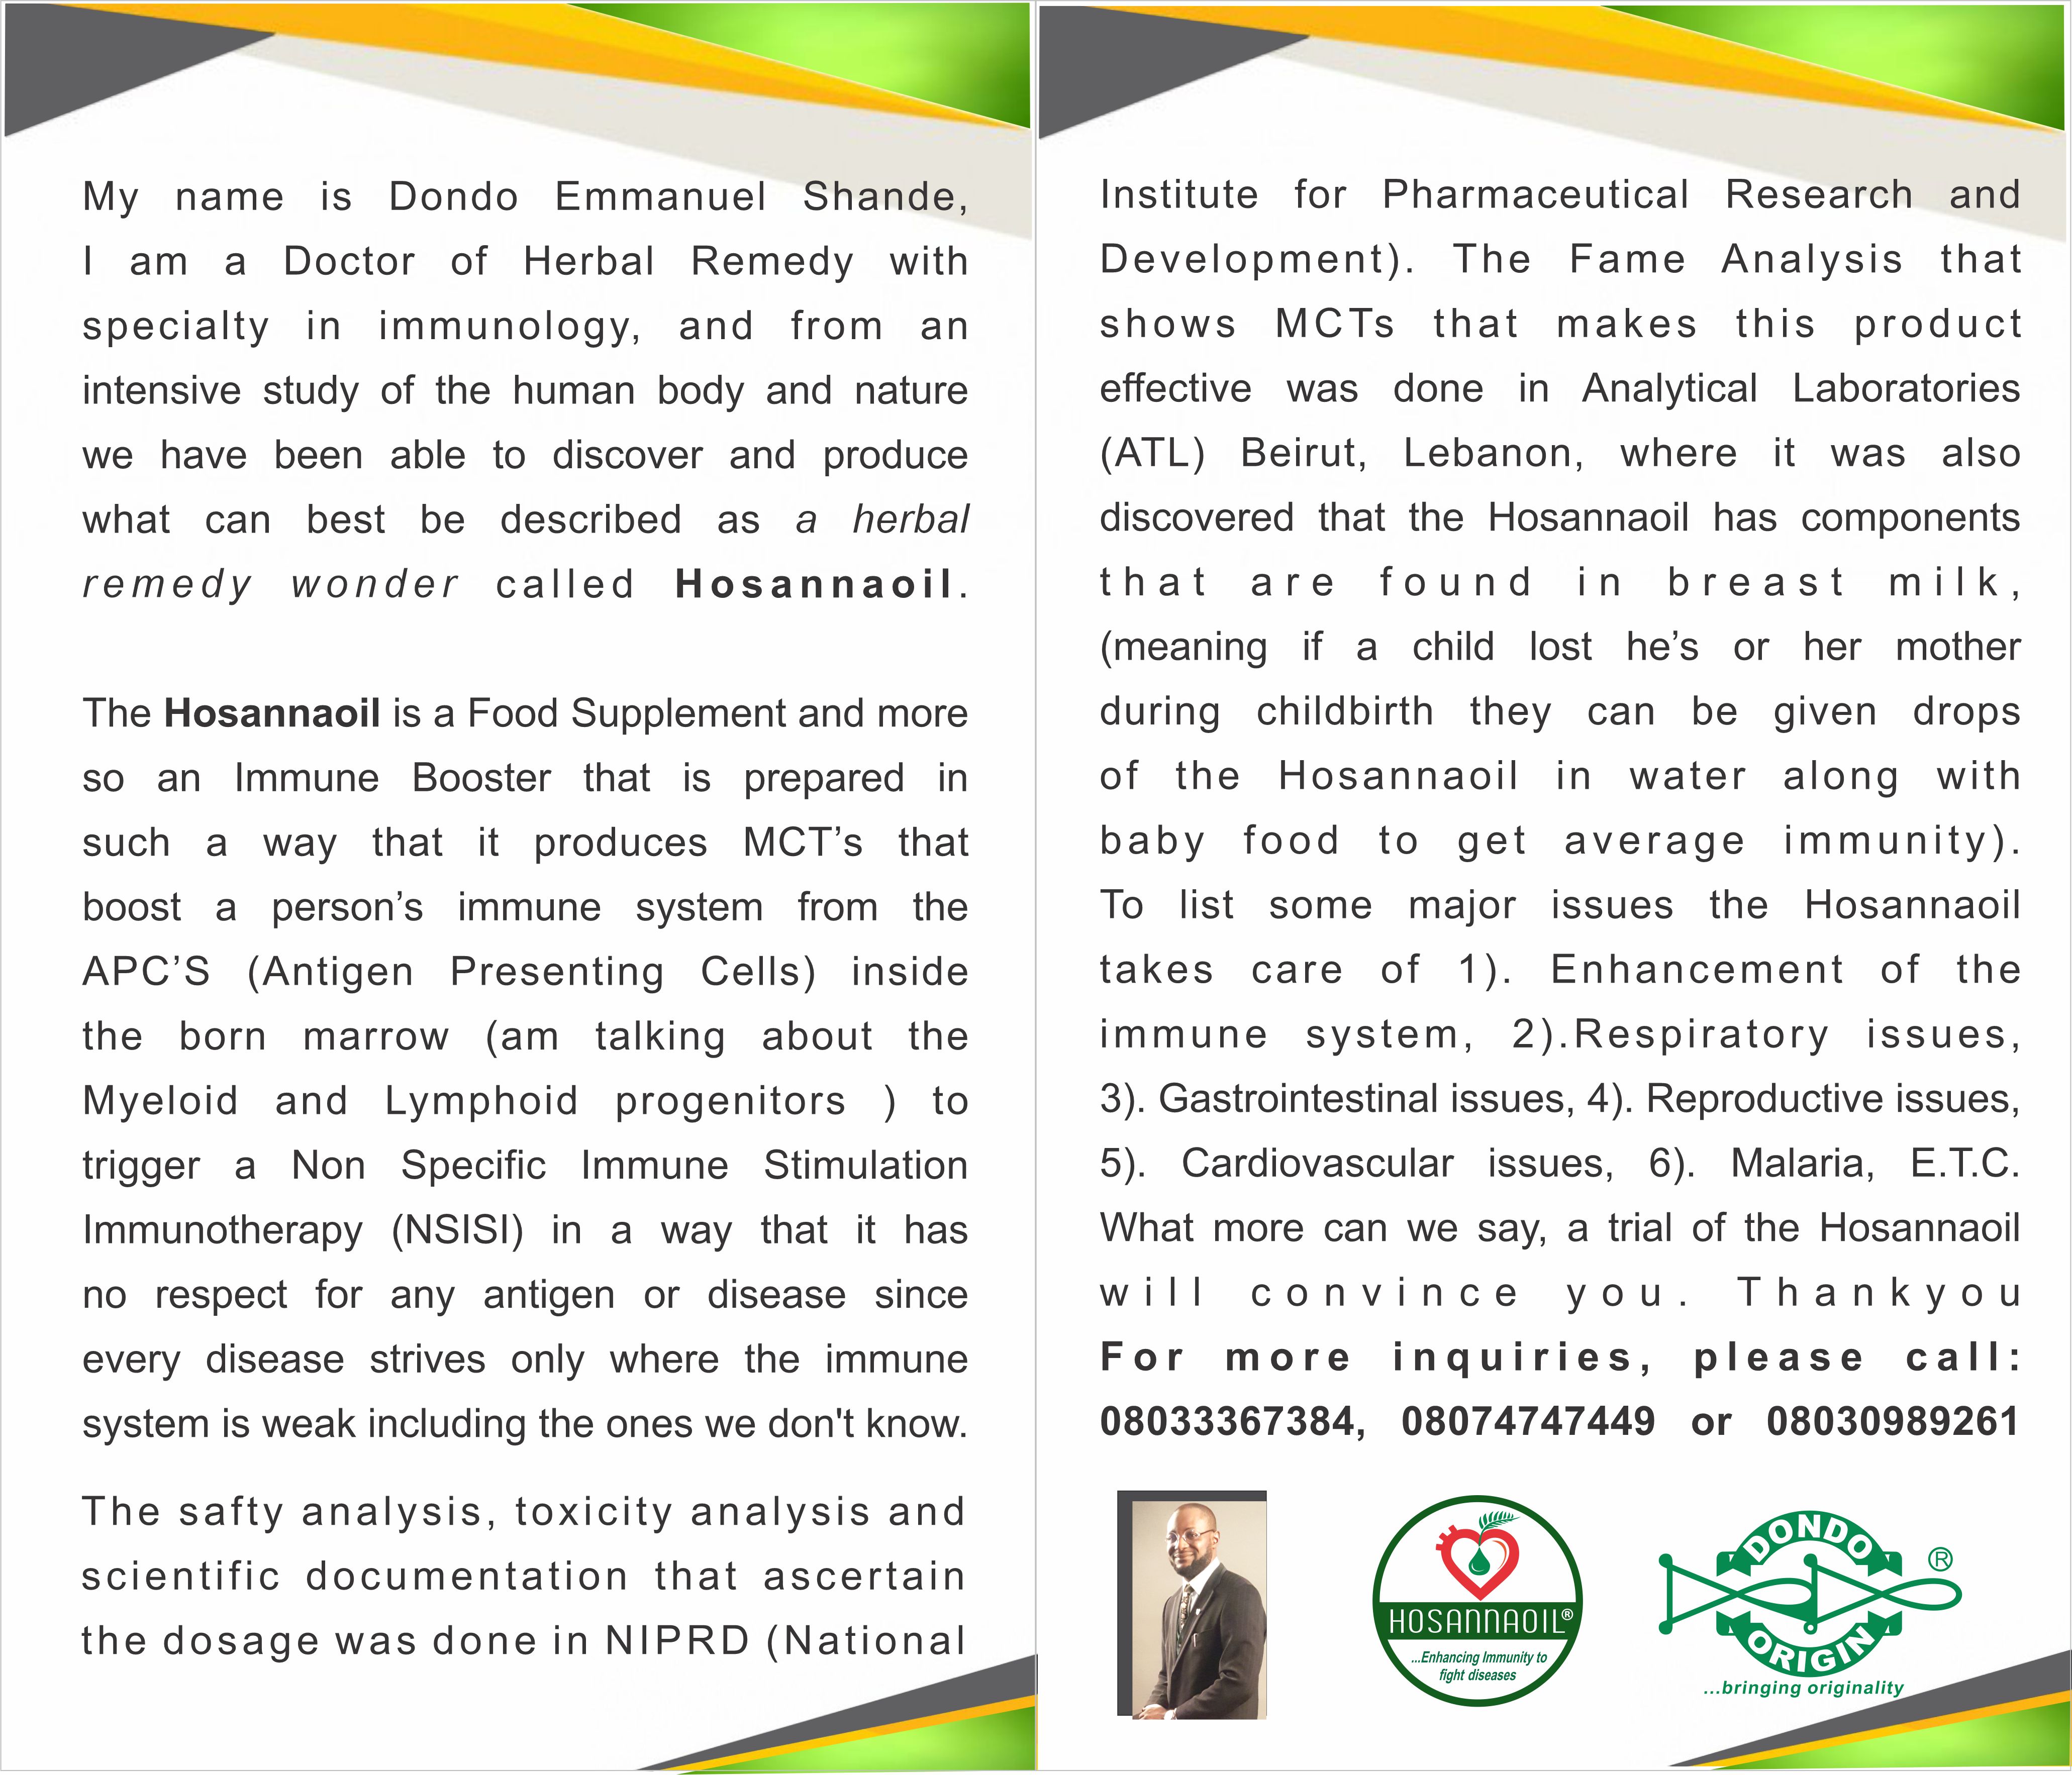 My name is Dondo Emmanuel Shande,
I am a Doctor of Herbal Remedy with
specialty in immunology, and from an
intensive study of the human body and nature
we have been able to discover and produce
what can best be described as a herbal
remedy wonder called Hosannaoil.
The Hosannaoil is a Food Supplement and more
so an Immune Booster that is prepared in
such a way that it produces MCT’s that
boost a person’s immune system from the
APC’S (Antigen Presenting Cells) inside
the born marrow (am talking about the
Myeloid and Lymphoid progenitors ) to
trigger a Non Specific Immune Stimulation
Immunotherapy (NSISI) in a way that it has
no respect for any antigen or disease since
every disease strives only where the immune
system is weak including the ones we don't know.
The safty analysis, toxicity analysis and
scientific documentation that ascertain
the dosage was done in NIPRD (National
Institute for Pharmaceutical Research and
Development). The Fame Analysis that
shows MCTs that makes this product
effective was done in Analytical Laboratories
(ATL) Beirut, Lebanon, where it was also
discovered that the Hosannaoil has components
that are found in breast milk,
(meaning if a child lost he’s or her mother
during childbirth they can be given drops
of the Hosannaoil in water along with
baby food to get average immunity).
To list some major issues the Hosannaoil
takes care of 1). Enhancement of the
immune system, 2).Respiratory issues,
3). Gastrointestinal issues, 4). Reproductive issues,
5). Cardiovascular issues, 6). Malaria, E.T.C.
What more can we say, a trial of the Hosannaoil
will convince you. Thankyou
For more inquiries, please call:
08033367384, 08074747449 or 08030989261
HOSANNAOIL®
...Enhancing Immunity to
fight diseases
DONDO
®
ORIGIN
...bringing originality